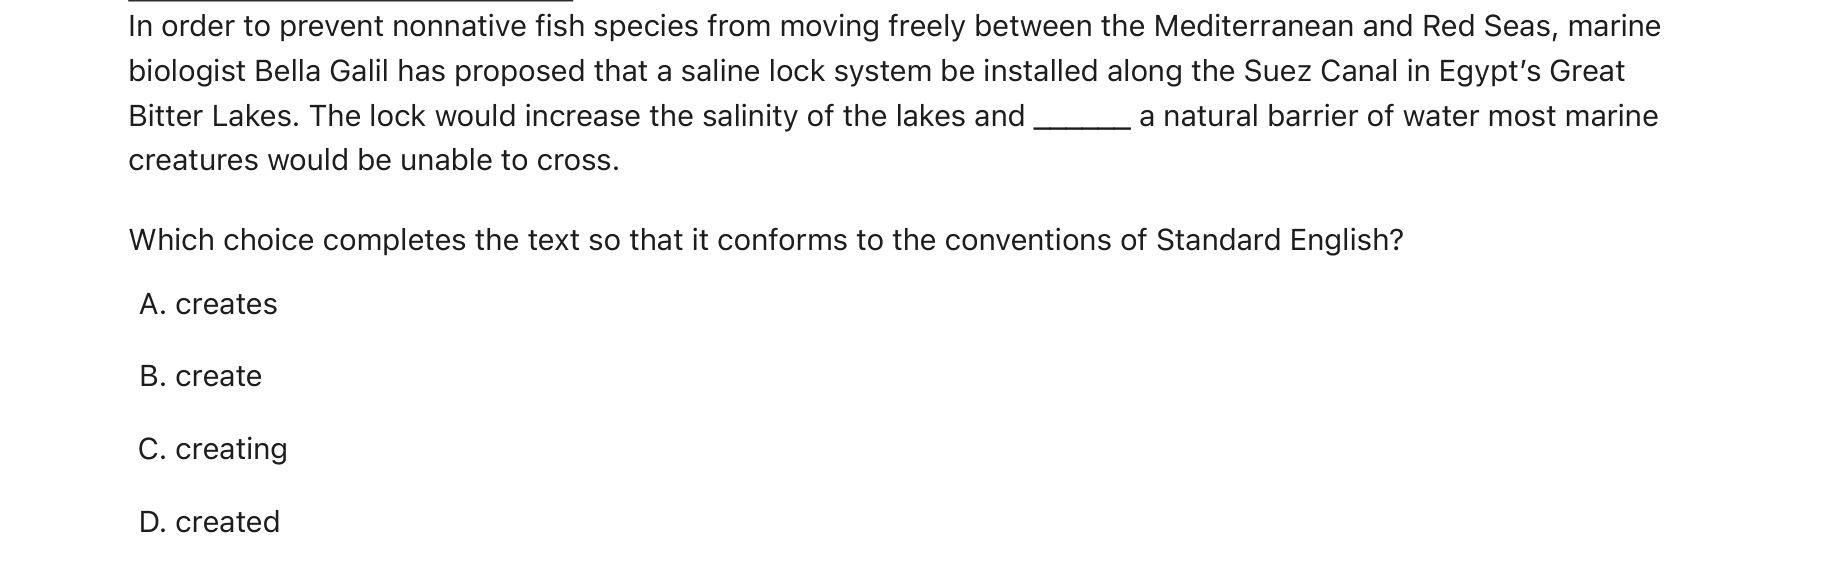 In order to prevent nonnative fish species from moving freely between the Mediterranean and Red Seas, marine
biologist Bella Galil has proposed that a saline lock system be installed along the Suez Canal in Egypt’s Great
Bitter Lakes. The lock would increase the salinity of the lakes and ______ a natural barrier of water most marine
creatures would be unable to cross.
Which choice completes the text so that it conforms to the conventions of Standard English?
A. creates
B. create
C. creating
D. created